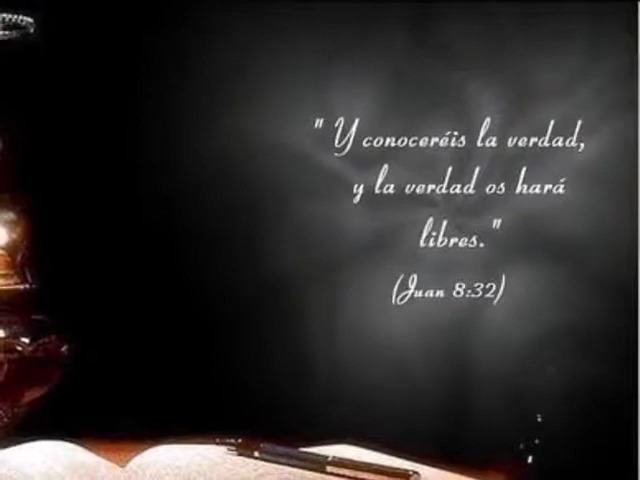 " Y conoceréis la verdad,
y la verdad os hará
libres."
(Juan 8:32)